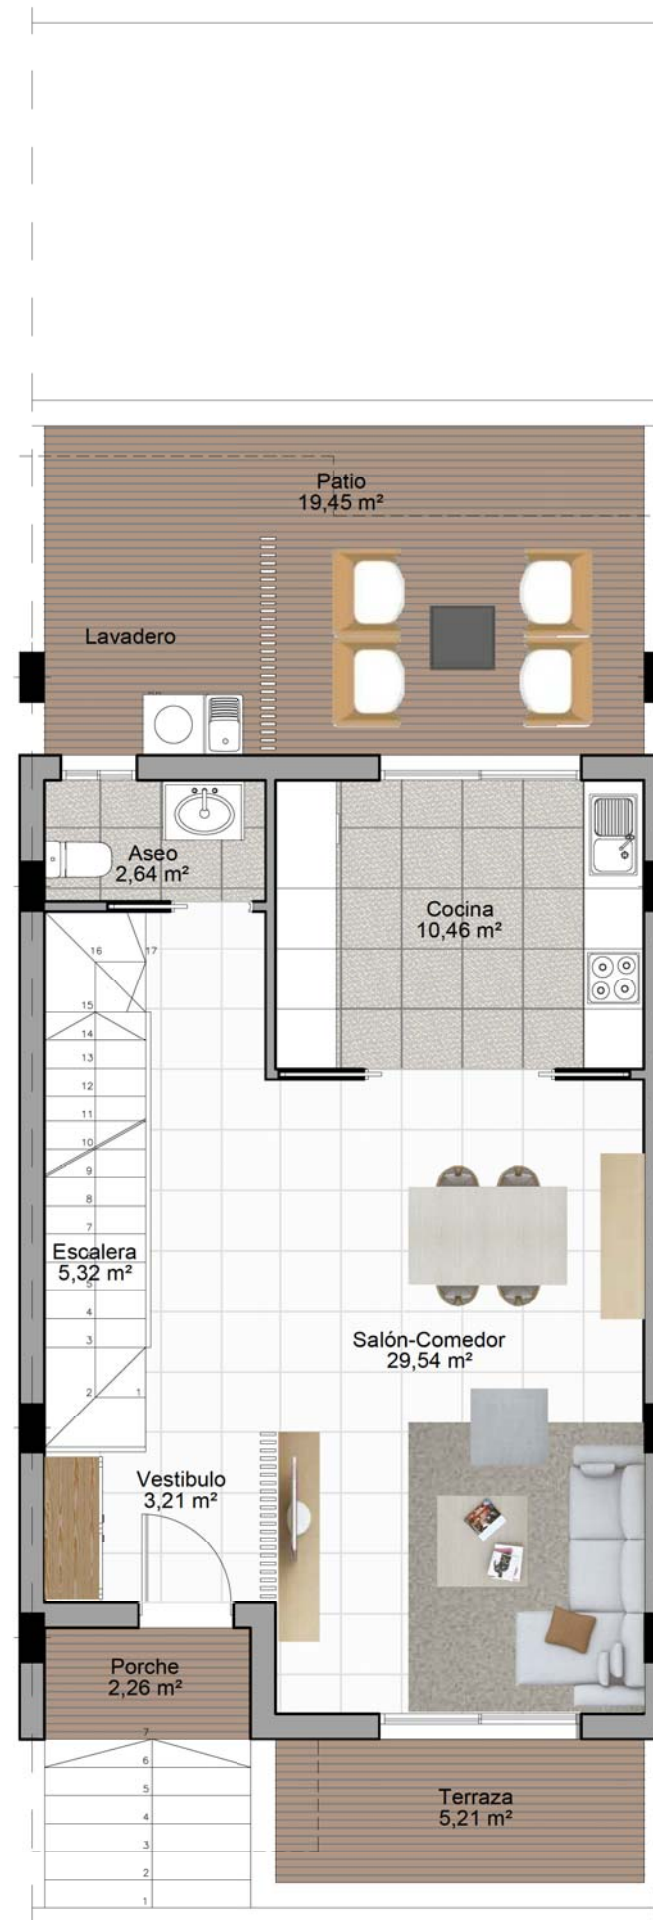 Patio
19,45 m²
Lavadero
Aseo
2,64 m²
Cocina
10,46 m²
16
17
15
14
13
12
11
10
9
8
7
Escalera
5,32 m²
5
4
3
2
1
Salón-Comedor
29,54 m²
Vestibulo
3,21 m²
Porche
2,26 m²
7
6
5
4
3
2
1
Terraza
5,21 m²